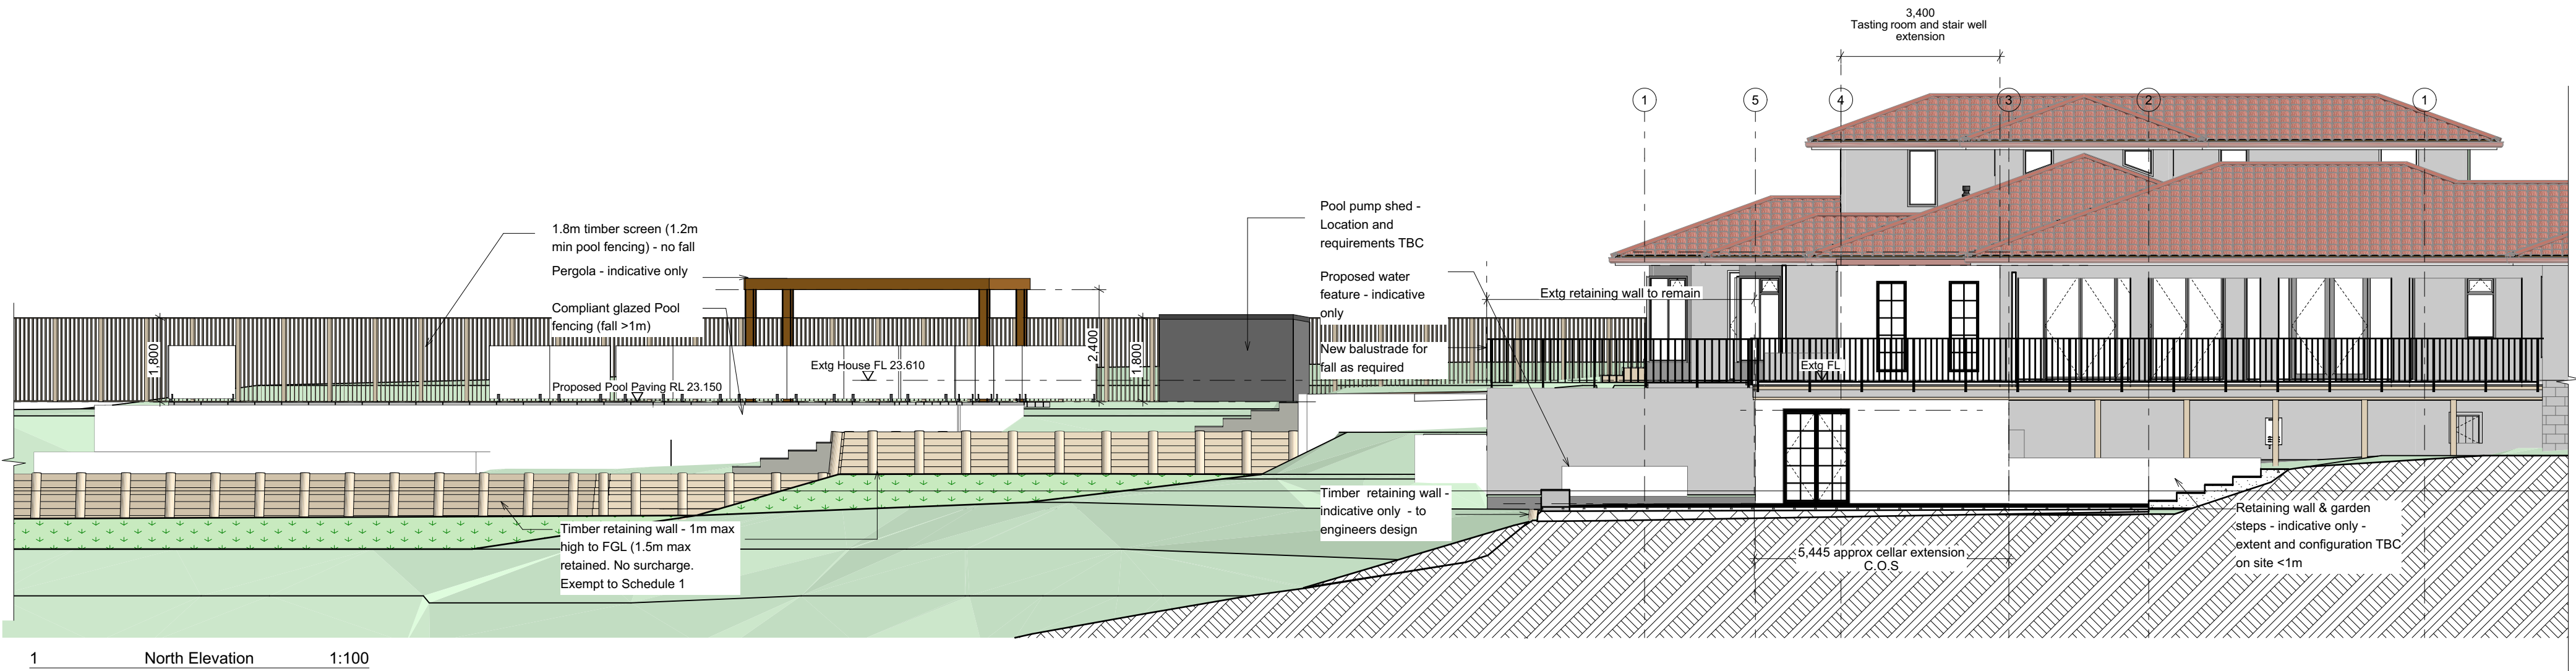 3,400
Tasting room and stair well
extension
1
5
4
3
2
1
1.8m timber screen (1.2m
min pool fencing) - no fall
Pergola - indicative only
Compliant glazed Pool
fencing (fall >1m)
1,800
Extg House FL 23.610
Proposed Pool Paving RL 23.150
2,400
1,800
Pool pump shed -
Location and
requirements TBC
Proposed water
feature - indicative
only
New balustrade for
fall as required
Extg retaining wall to remain
Extg FL
Timber retaining wall - 1m max
high to FGL (1.5m max
retained. No surcharge.
Exempt to Schedule 1
Timber retaining wall -
indicative only - to
engineers design
5,445 approx cellar extension
C.O.S
Retaining wall & garden
steps - indicative only -
extent and configuration TBC
on site <1m
1 North Elevation 1:100